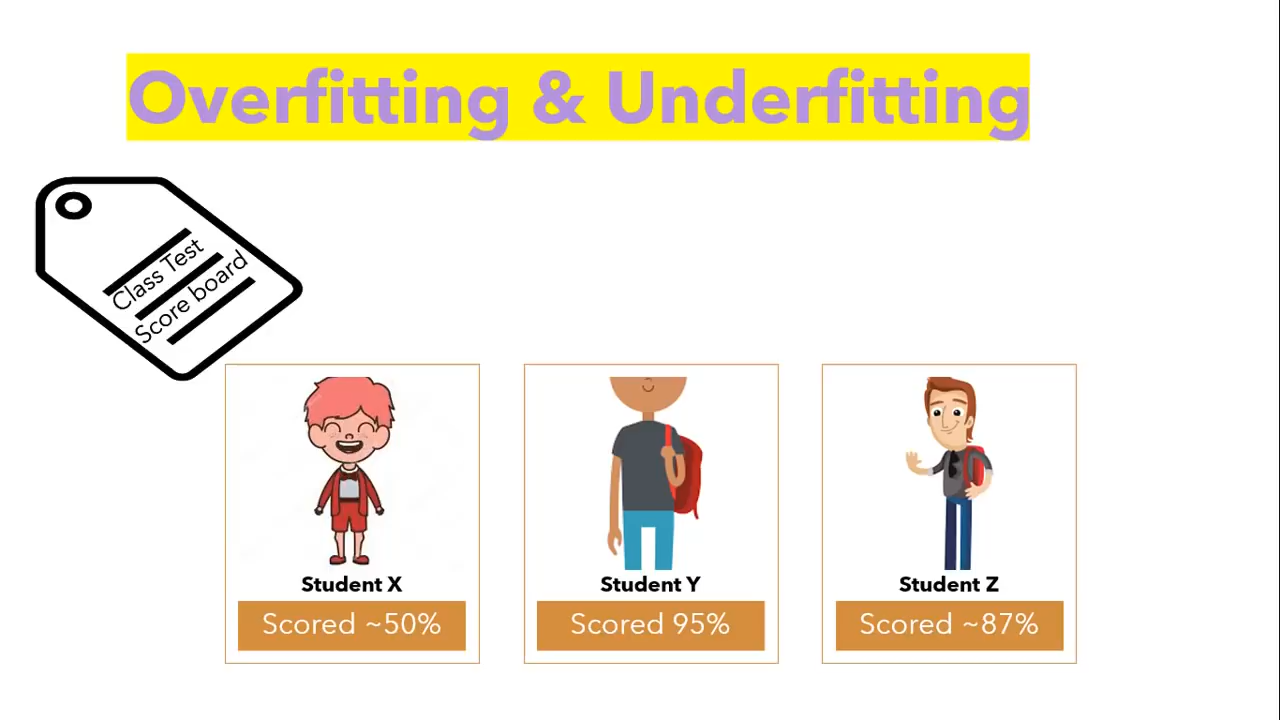 Overfitting & Underfitting
Class Test
Score board
Student X
Scored ~50%
Student Y
Scored 95%
Student Z
Scored ~87%